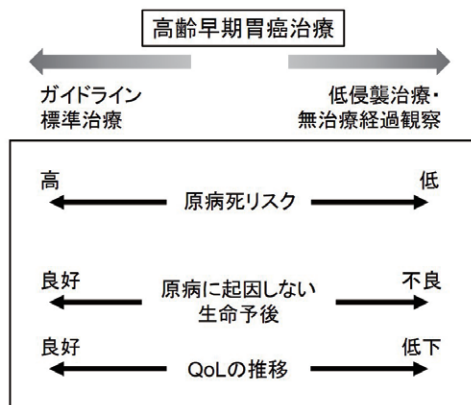 高齢早期胃癌治療
ガイドライン
標準治療
低侵襲治療・
無治療経過観察
高
原病死リスク
低
良好
原病に起因しない
生命予後
不良
良好
QoLの推移
低下